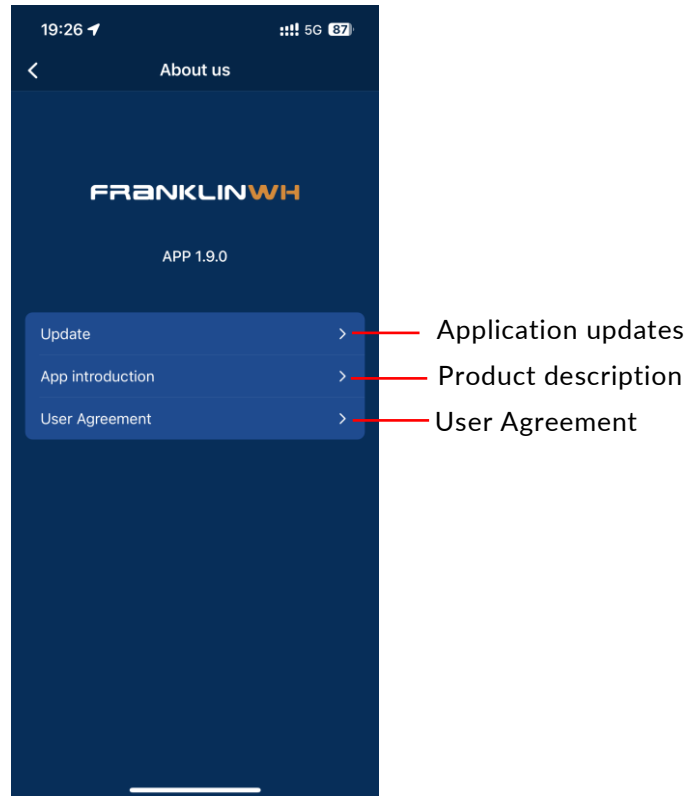 19:26 5G 87
About us
FRANKLINWH
APP 1.9.0
Update Application updates
App introduction Product description
User Agreement User Agreement